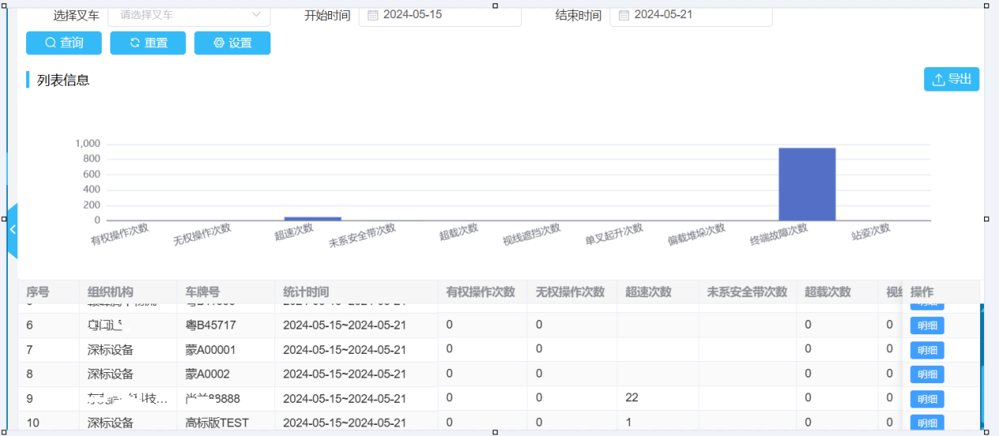 选择叉车 请选择叉车 开始时间 2024-05-15 结束时间 2024-05-21
查询 重置 设置
列表信息 导出
1,000
800
600
400
200
0
有权操作次数 无权操作次数 超速次数 未系安全带次数 超载次数 视线遮挡次数 单叉起升次数 偏载堆垛次数 终端故障次数 站姿次数
序号 组织机构 车牌号 统计时间 有权操作次数 无权操作次数 超速次数 未系安全带次数 超载次数 视 操作
6 粤B45717 2024-05-15~2024-05-21 0 0 0 0 明细
7 深标设备 蒙A00001 2024-05-15~2024-05-21 0 0 0 0 明细
8 深标设备 蒙A0002 2024-05-15~2024-05-21 0 0 0 0 明细
9 技... 8888 2024-05-15~2024-05-21 0 0 22 0 0 明细
10 深标设备 高标版TEST 2024-05-15~2024-05-21 0 0 1 0 0 明细